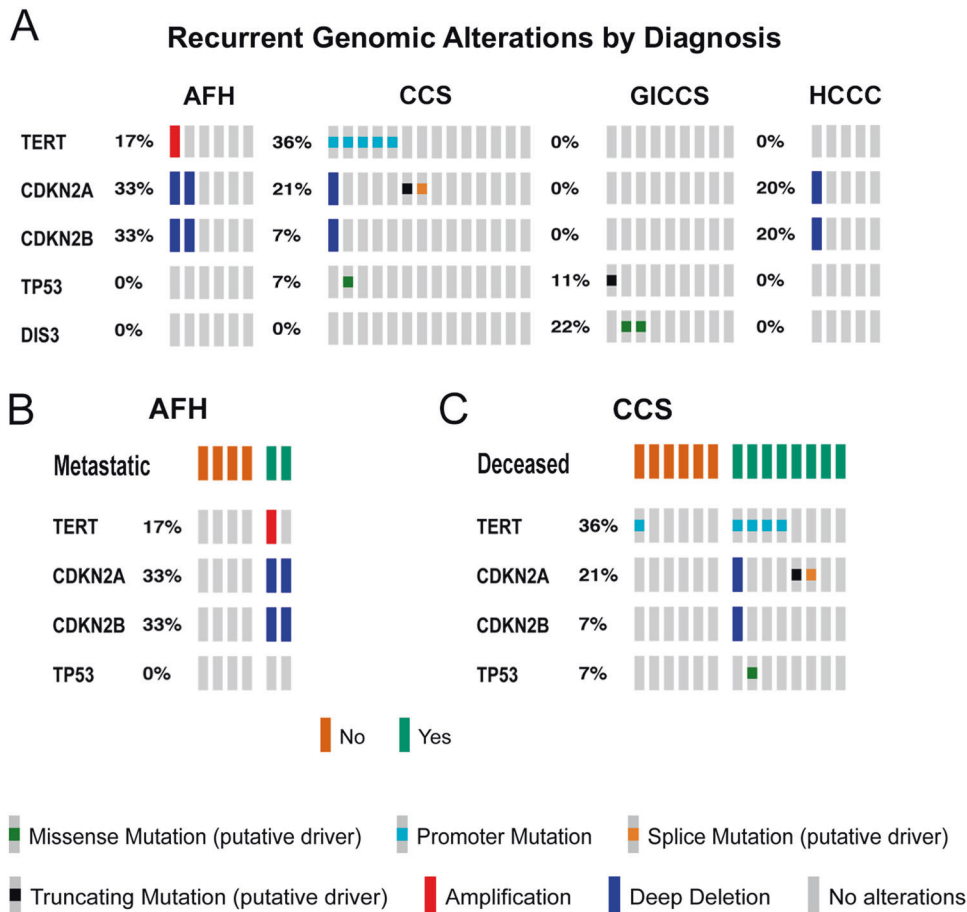 A
Recurrent Genomic Alterations by Diagnosis
AFH CCS GICCS HCCC
TERT 17% 36% 0% 0%
CDKN2A 33% 21% 0% 20%
CDKN2B 33% 7% 0% 20%
TP53 0% 7% 11% 0%
DIS3 0% 0% 22% 0%
B AFH
Metastatic
TERT 17%
CDKN2A 33%
CDKN2B 33%
TP53 0%
C CCS
Deceased
TERT 36%
CDKN2A 21%
CDKN2B 7%
TP53 7%
No Yes
Missense Mutation (putative driver) Promoter Mutation Splice Mutation (putative driver)
Truncating Mutation (putative driver) Amplification Deep Deletion No alterations